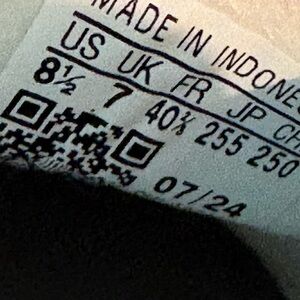 MADE IN INDONE
US UK FR JP CH
8½ 7 40⅔ 255 250
07/24